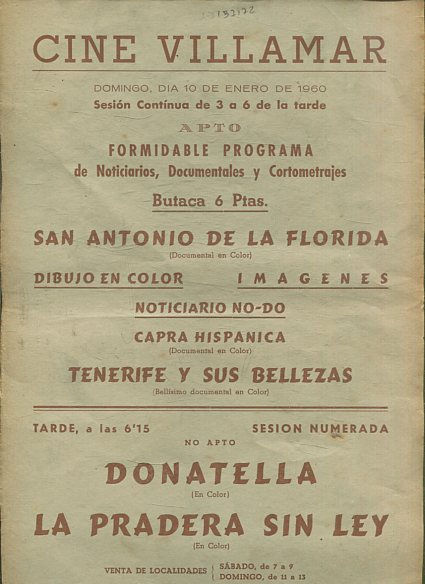 CINE VILLAMAR
DOMINGO, DIA 10 DE ENERO DE 1960
Sesión Contínua de 3 a 6 de la tarde
APTO
FORMIDABLE PROGRAMA
de Noticiarios, Documentales y Cortometrajes
Butaca 6 Ptas.
SAN ANTONIO DE LA FLORIDA
(Documental en Color)
DIBUJO EN COLOR IMAGENES
NOTICIARIO NO-DO
CAPRA HISPANICA
(Documental en Color)
TENERIFE Y SUS BELLEZAS
(Bellísimo documental en Color)
TARDE, a las 6'15 SESION NUMERADA
NO APTO
DONATELLA
(En Color)
LA PRADERA SIN LEY
(En Color)
VENTA DE LOCALIDADES { SÁBADO, de 7 a 9
DOMINGO, de 11 a 13